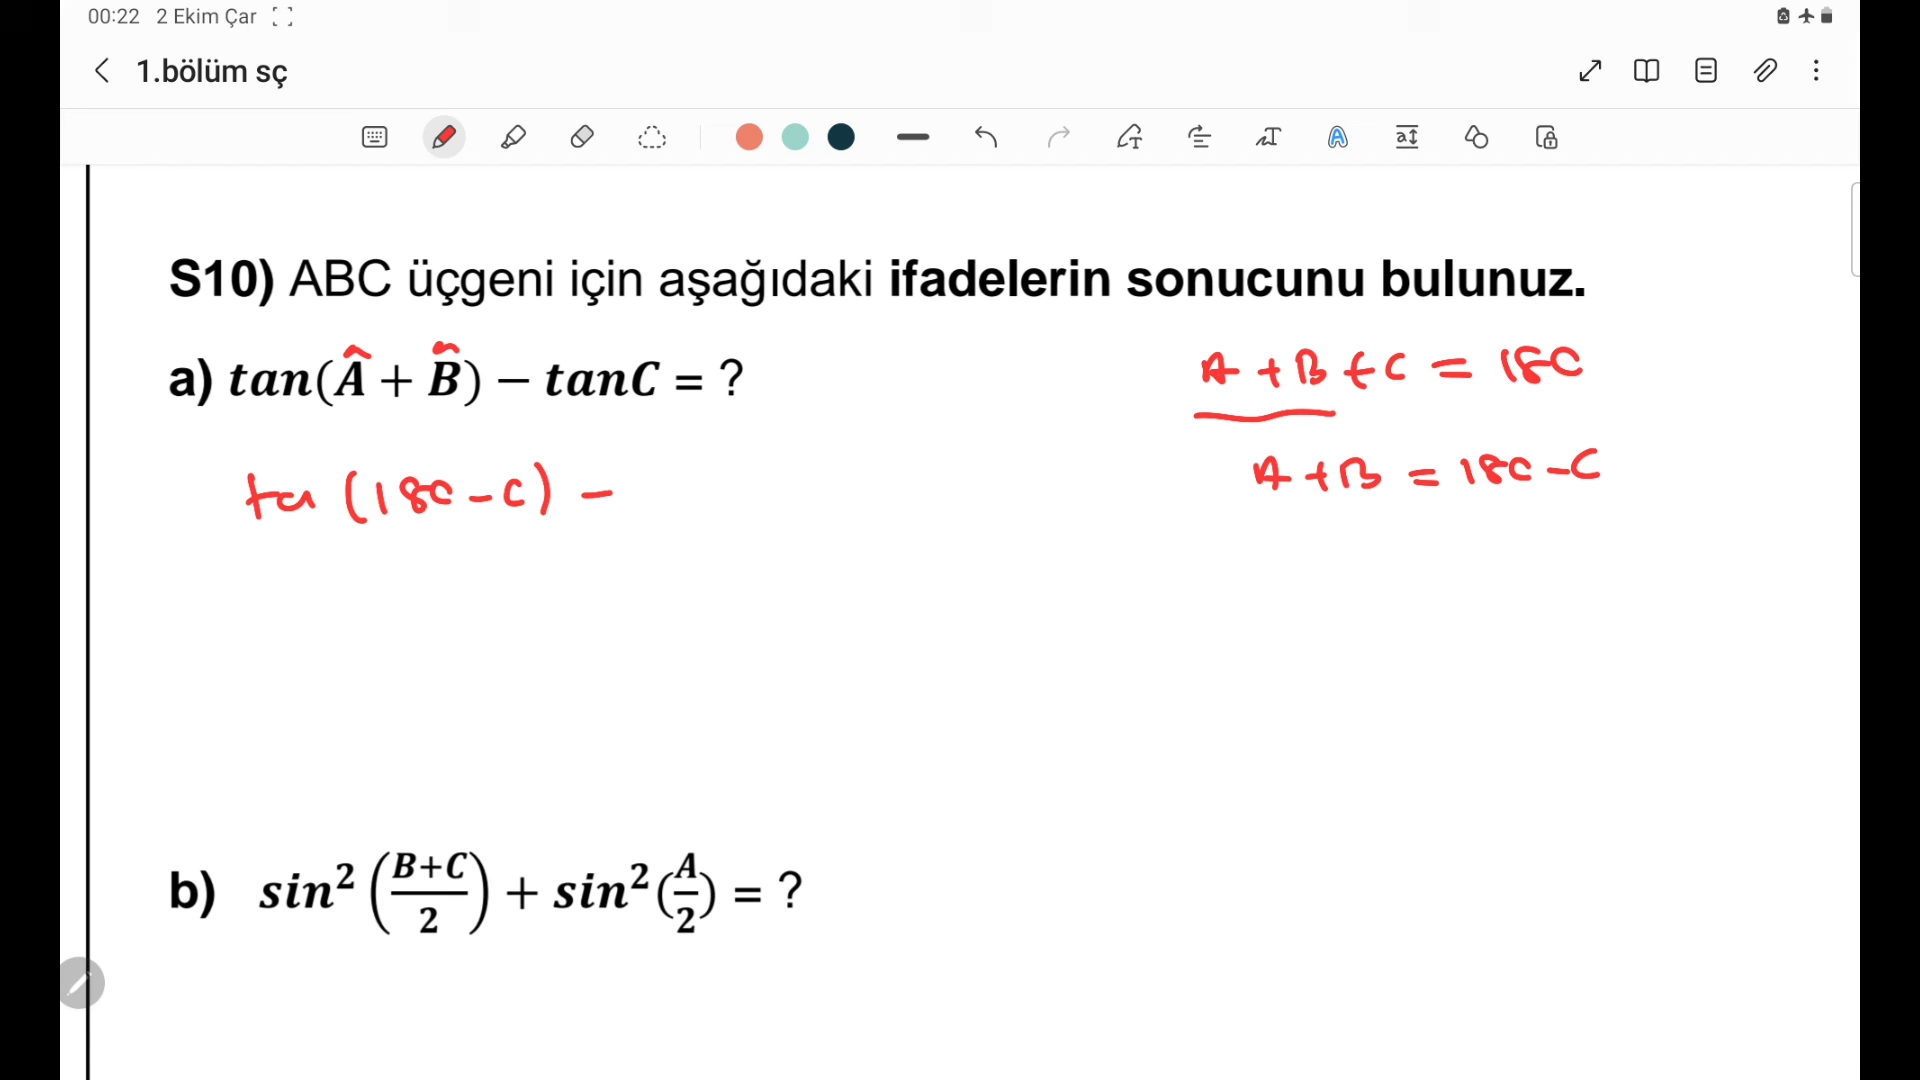 00:22 2 Ekim Çar
1.bölüm sç
S10) ABC üçgeni için aşağıdaki ifadelerin sonucunu bulunuz.
a) tan(Â + B̂) − tanC = ?
A + B + C = 180
A + B = 180 - C
tan (180 - C) -
b) sin² ((B+C)/2) + sin²(A/2) = ?